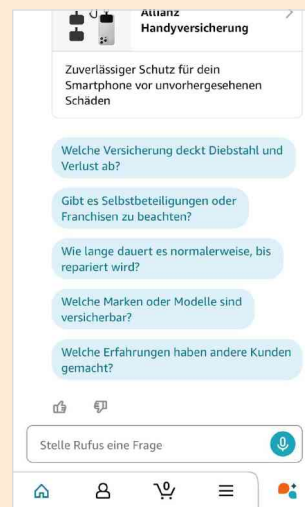 Allianz
Handyversicherung
Zuverlässiger Schutz für dein
Smartphone vor unvorhergesehenen
Schäden
Welche Versicherung deckt Diebstahl und
Verlust ab?
Gibt es Selbstbeteiligungen oder
Franchisen zu beachten?
Wie lange dauert es normalerweise, bis
repariert wird?
Welche Marken oder Modelle sind
versicherbar?
Welche Erfahrungen haben andere Kunden
gemacht?
Stelle Rufus eine Frage
0